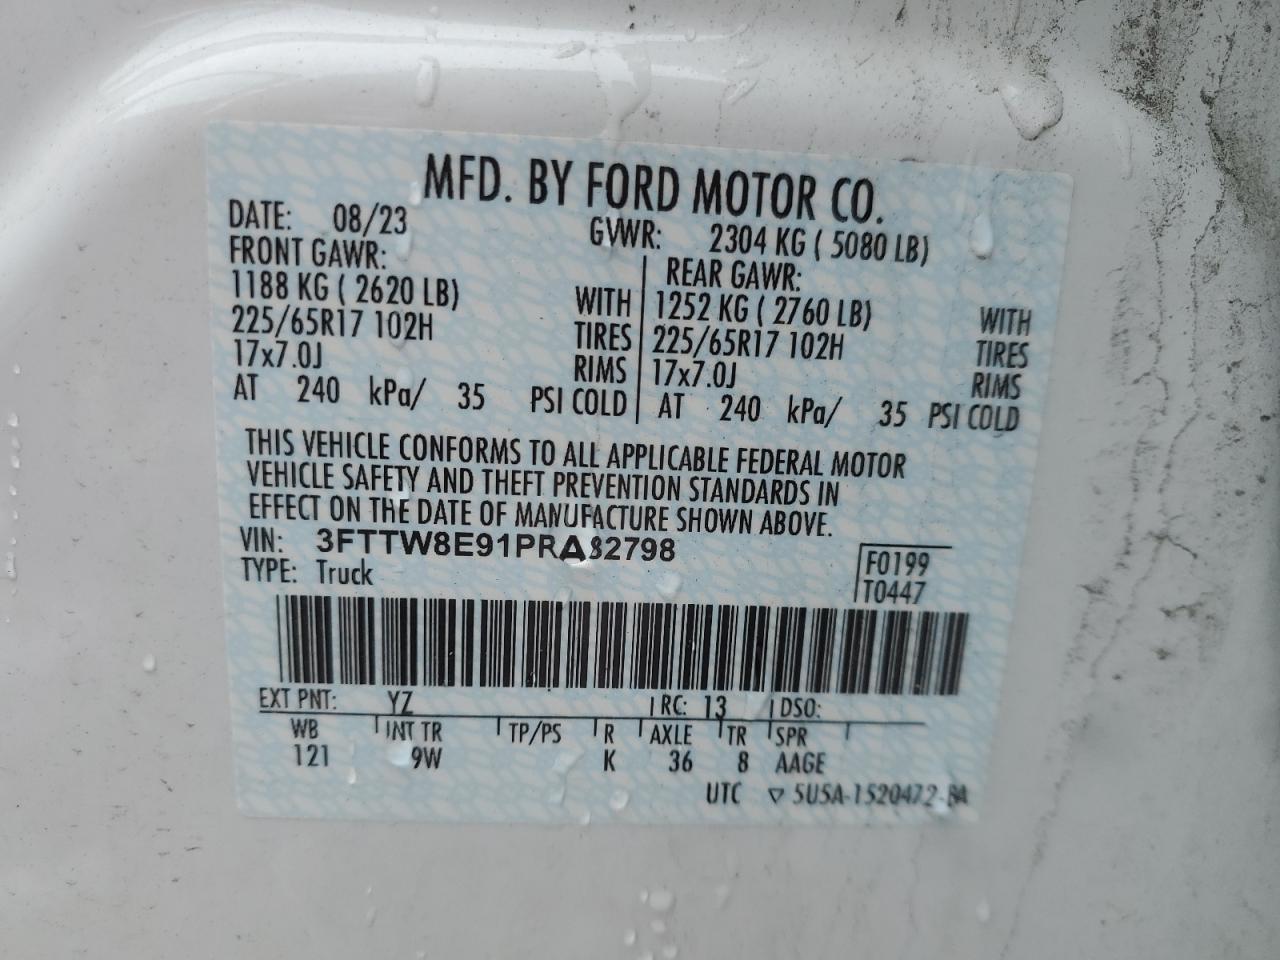 MFD. BY FORD MOTOR CO.
DATE: 08/23 GVWR: 2304 KG ( 5080 LB)
FRONT GAWR: REAR GAWR:
1188 KG ( 2620 LB) WITH 1252 KG ( 2760 LB) WITH
225/65R17 102H TIRES 225/65R17 102H TIRES
17x7.0J RIMS 17x7.0J RIMS
AT 240 kPa/ 35 PSI COLD AT 240 kPa/ 35 PSI COLD
THIS VEHICLE CONFORMS TO ALL APPLICABLE FEDERAL MOTOR
VEHICLE SAFETY AND THEFT PREVENTION STANDARDS IN
EFFECT ON THE DATE OF MANUFACTURE SHOWN ABOVE.
VIN: 3FTTW8E91PRA82798
TYPE: Truck
F0199
T0447
EXT PNT: YZ RC: 13 DSO:
WB INT TR TP/PS R AXLE TR SPR
121 9W K 36 8 AAGE
UTC ▽ 5U5A-1520472-BA